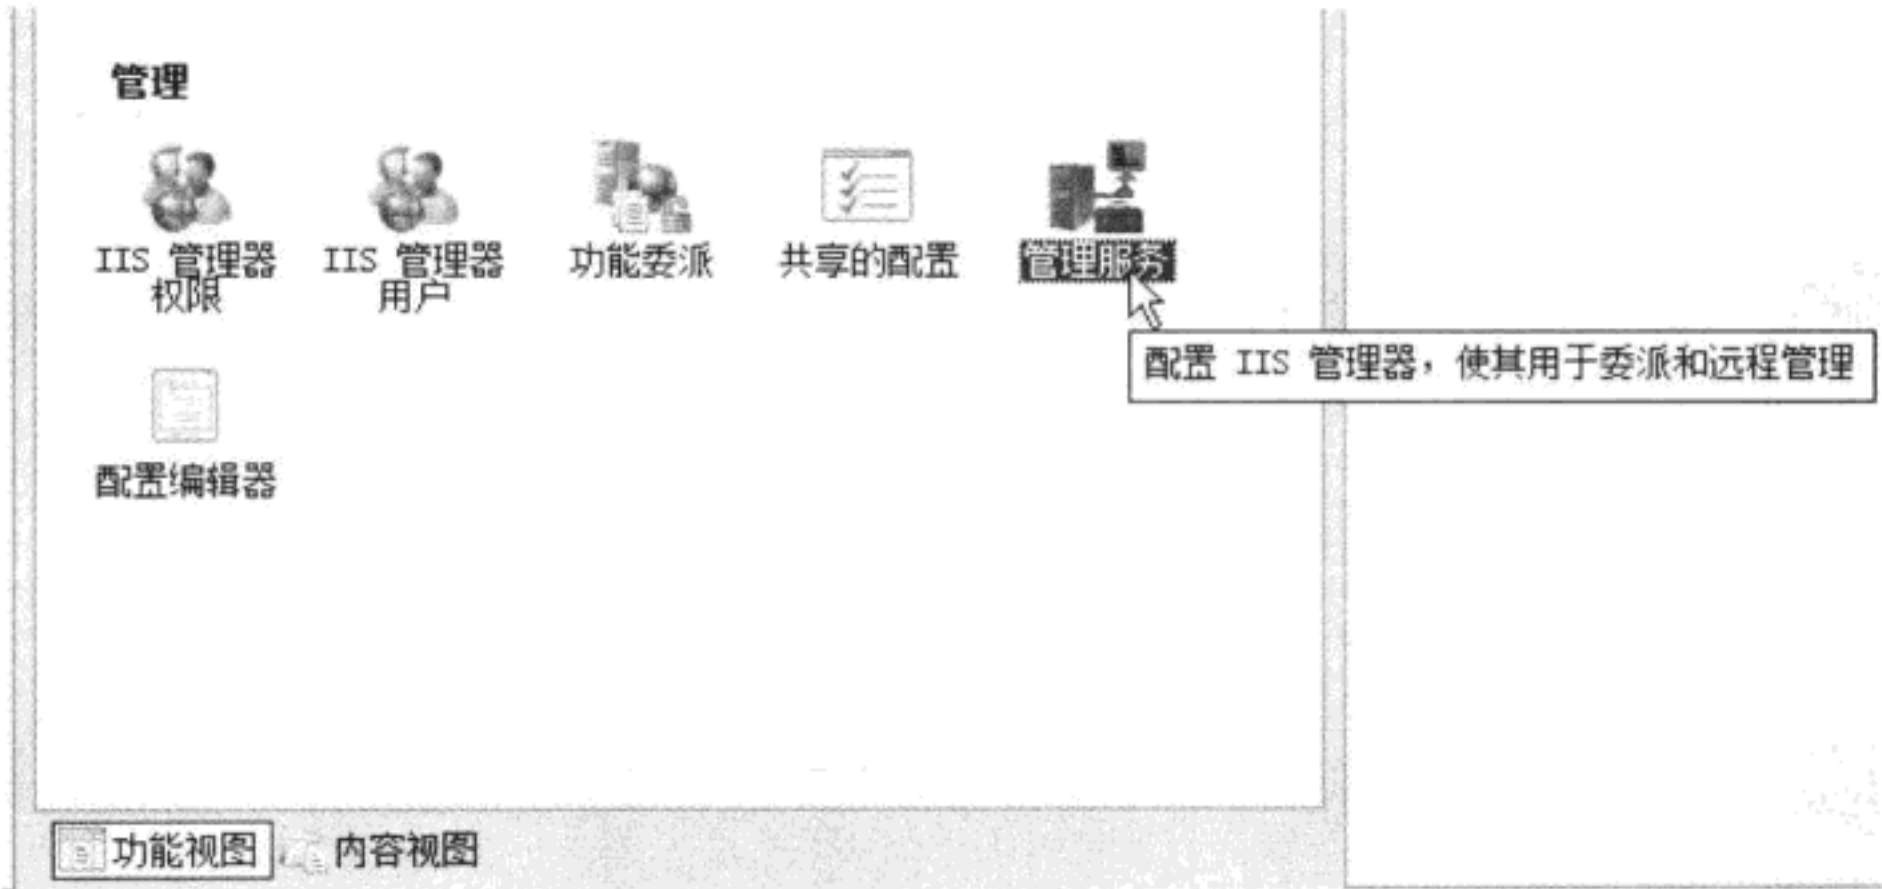 管理
IIS 管理器
权限
IIS 管理器
用户
功能委派
共享的配置
管理服务
配置 IIS 管理器，使其用于委派和远程管理
配置编辑器
功能视图
内容视图